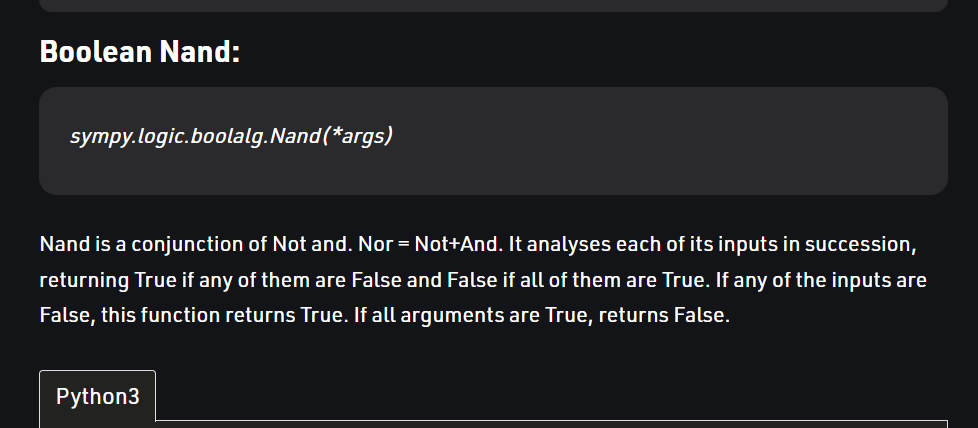 Boolean Nand:
sympy.logic.boolalg.Nand(*args)
Nand is a conjunction of Not and. Nor = Not+And. It analyses each of its inputs in succession,
returning True if any of them are False and False if all of them are True. If any of the inputs are
False, this function returns True. If all arguments are True, returns False.
Python3